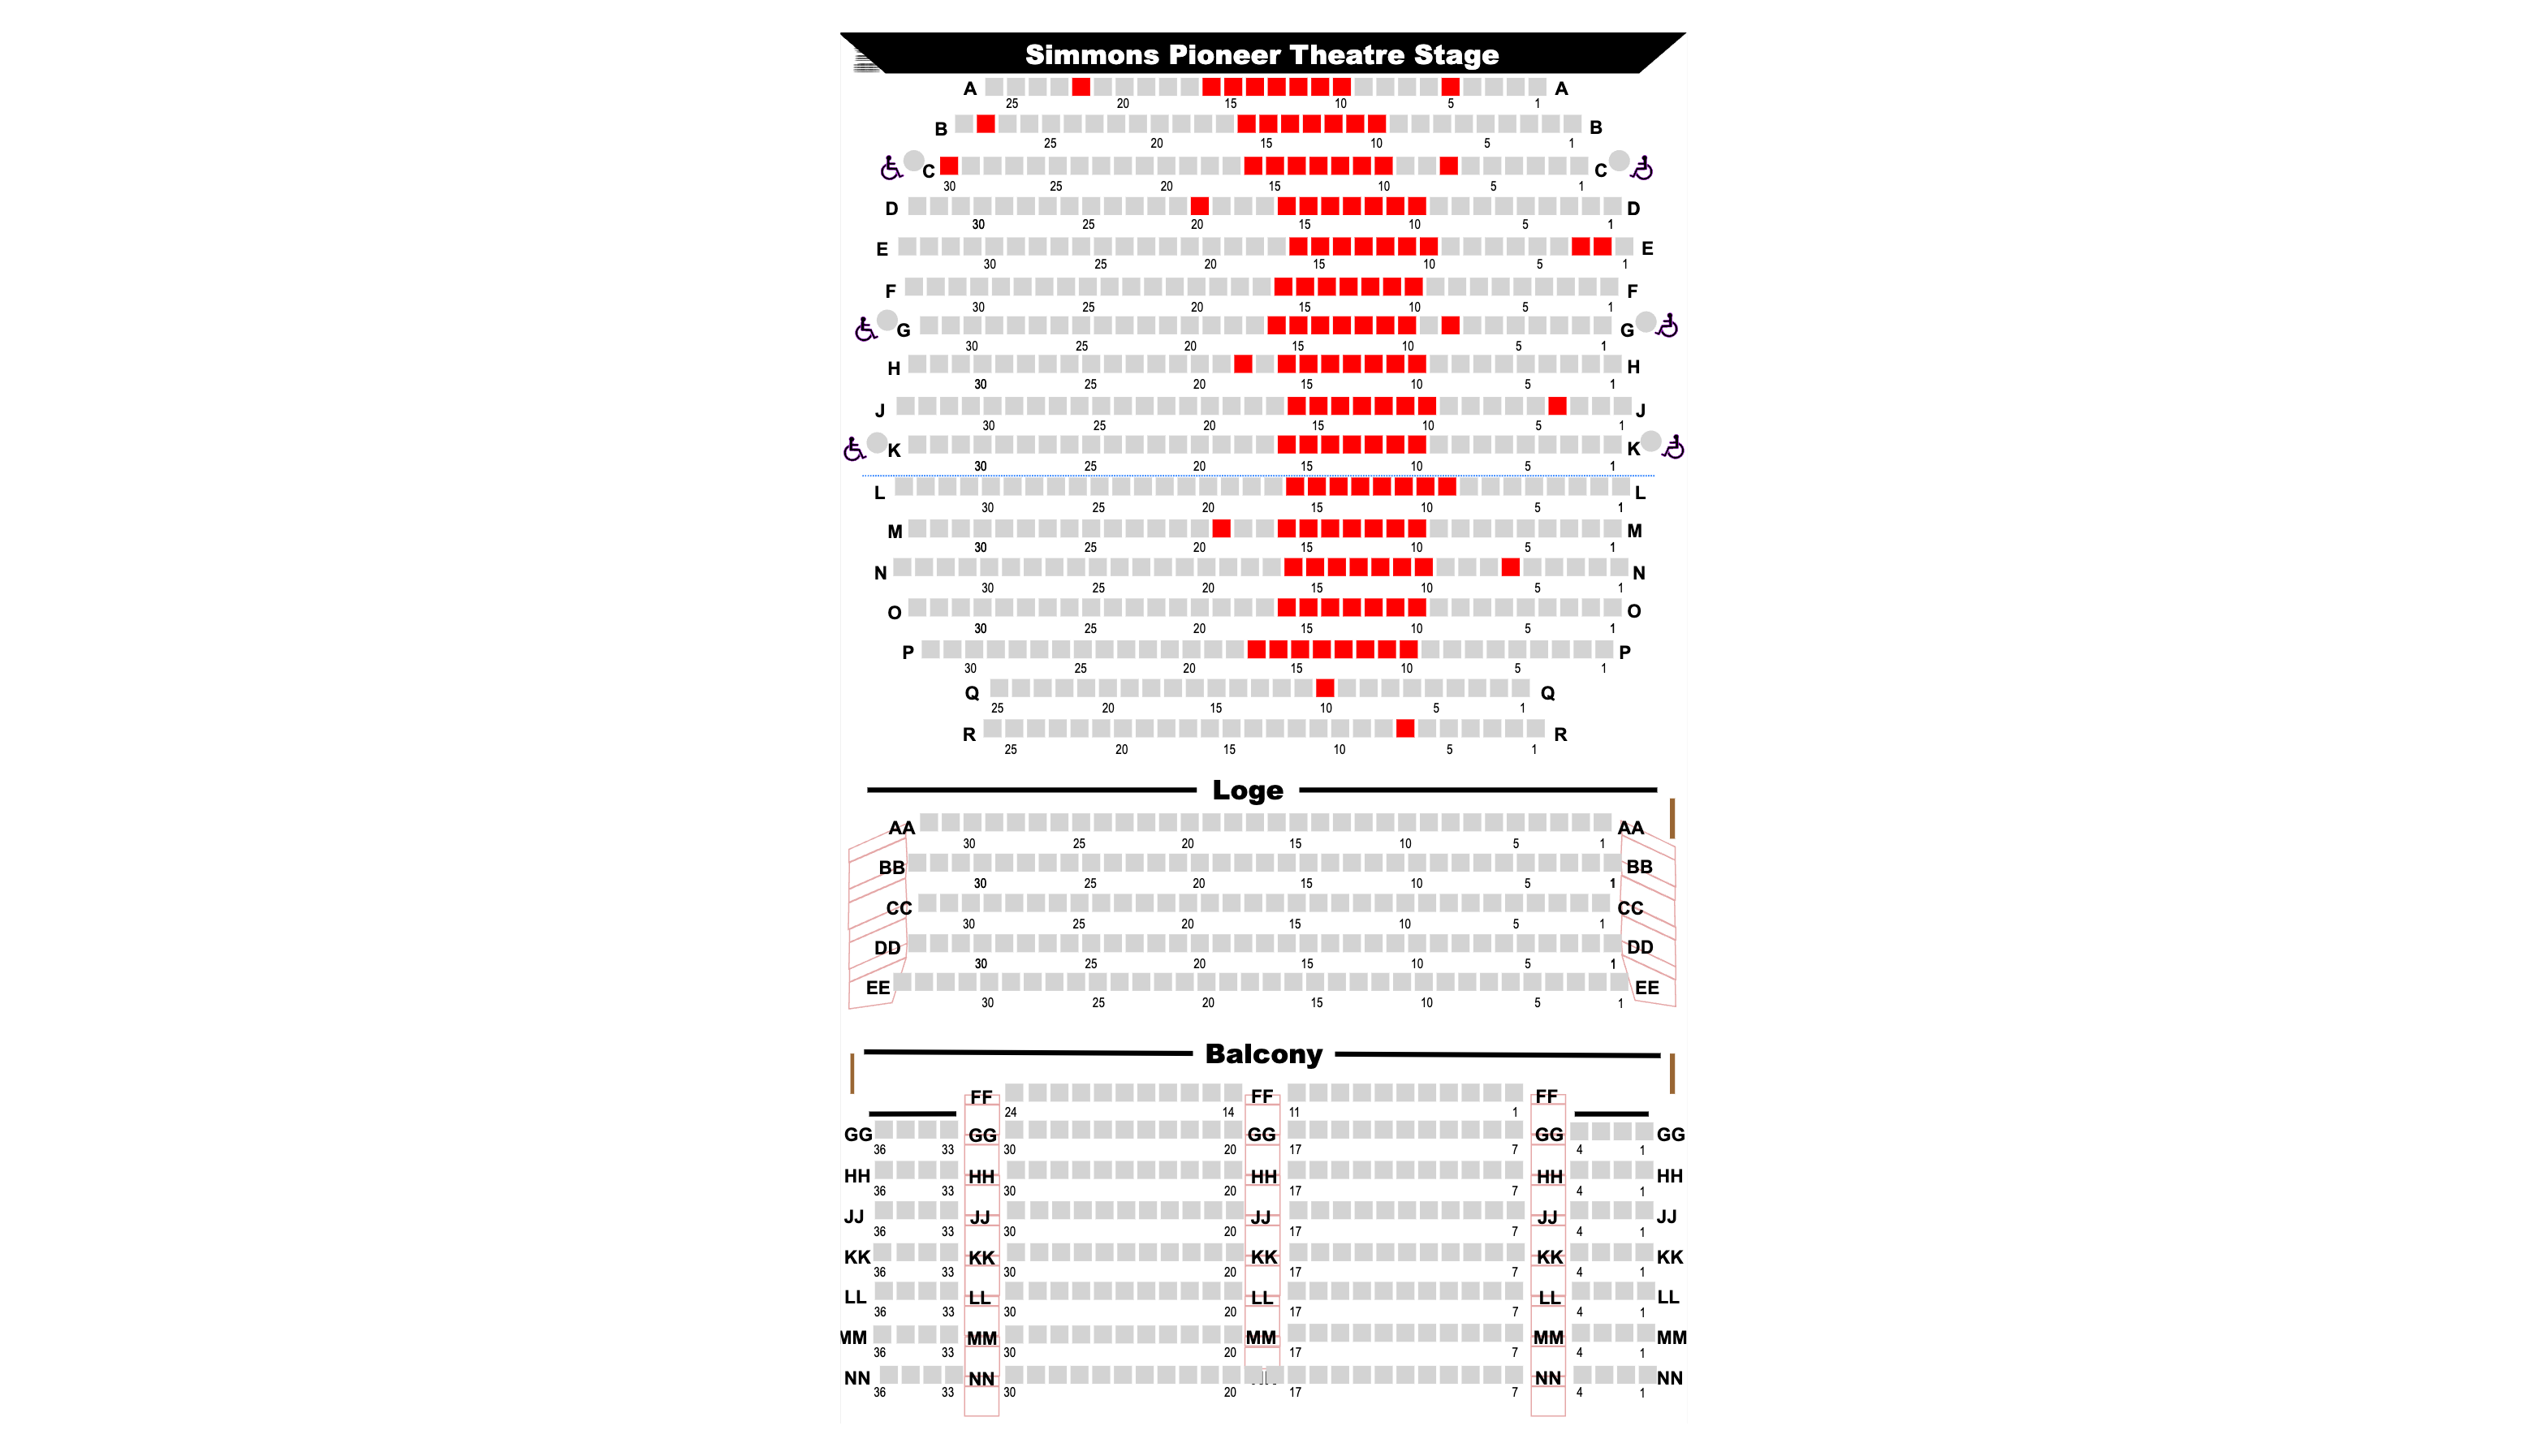 Simmons Pioneer Theatre Stage
A A
25 20 15 10 5 1
B B
25 20 15 10 5 1
C C
30 25 20 15 10 5 1
D D
30 25 20 15 10 5 1
E E
30 25 20 15 10 5 1
F F
30 25 20 15 10 5 1
G G
30 25 20 15 10 5 1
H H
30 25 20 15 10 5 1
J J
30 25 20 15 10 5 1
K K
30 25 20 15 10 5 1
L L
30 25 20 15 10 5 1
M M
30 25 20 15 10 5 1
N N
30 25 20 15 10 5 1
O O
30 25 20 15 10 5 1
P P
30 25 20 15 10 5 1
Q Q
25 20 15 10 5 1
R R
25 20 15 10 5 1
Loge
AA AA
30 25 20 15 10 5 1
BB BB
30 25 20 15 10 5 1
CC CC
30 25 20 15 10 5 1
DD DD
30 25 20 15 10 5 1
EE EE
30 25 20 15 10 5 1
Balcony
FF FF FF
24 14 11 1
GG GG GG GG GG
36 33 30 20 17 7 4 1
HH HH HH HH HH
36 33 30 20 17 7 4 1
JJ JJ JJ JJ JJ
36 33 30 20 17 7 4 1
KK KK KK KK KK
36 33 30 20 17 7 4 1
LL LL LL LL LL
36 33 30 20 17 7 4 1
MM MM MM MM MM
36 33 30 20 17 7 4 1
NN NN NN NN
36 33 30 20 17 7 4 1